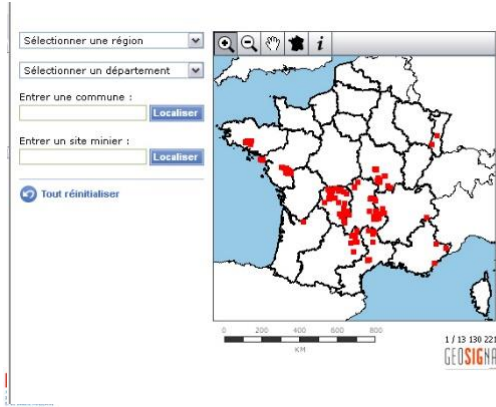 Sélectionner une région
Sélectionner un département
Entrer une commune :
Localiser
Entrer un site minier :
Localiser
Tout réinitialiser
i
0 200 400 600 800
KM
1 / 13 130 221
GEOSIGNA